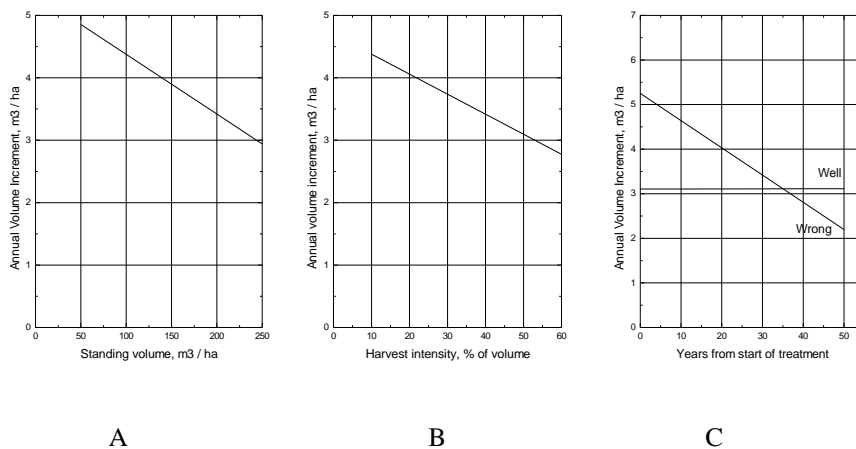 5
4
3
2
1
0
Annual Volume Increment, m3 / ha
0 50 100 150 200 250
Standing volume, m3 / ha
A
5
4
3
2
1
0
Annual volume increment, m3 / ha
0 10 20 30 40 50 60
Harvest intensity, % of volume
B
7
6
5
4
3
2
1
0
Annual Volume Increment, m3 / ha
Well
Wrong
0 10 20 30 40 50
Years from start of treatment
C